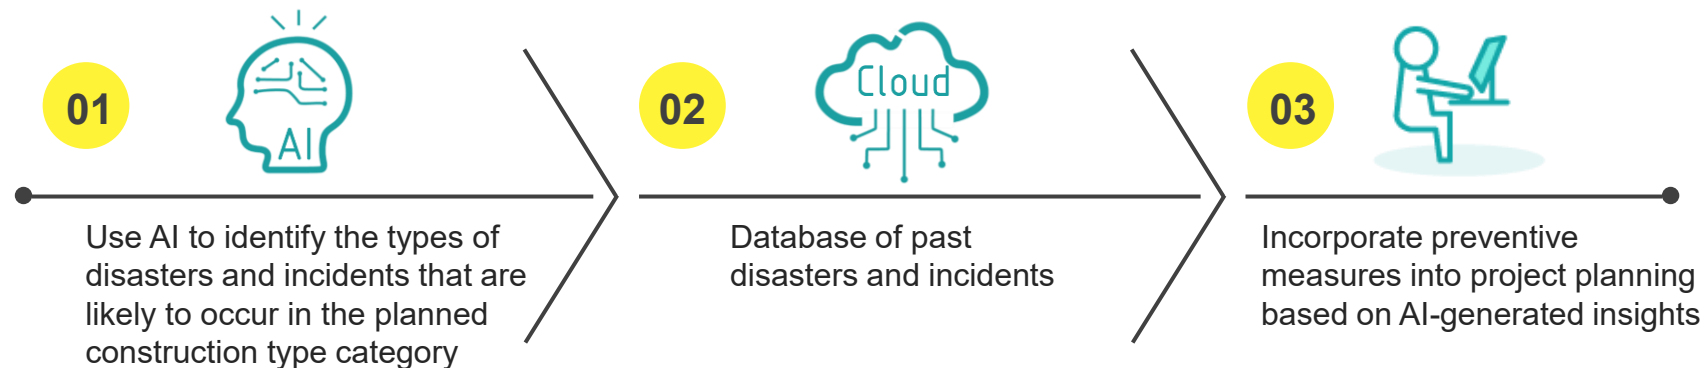 01
AI
Use AI to identify the types of
disasters and incidents that are
likely to occur in the planned
construction type category
02
Cloud
Database of past
disasters and incidents
03
Incorporate preventive
measures into project planning
based on AI-generated insights